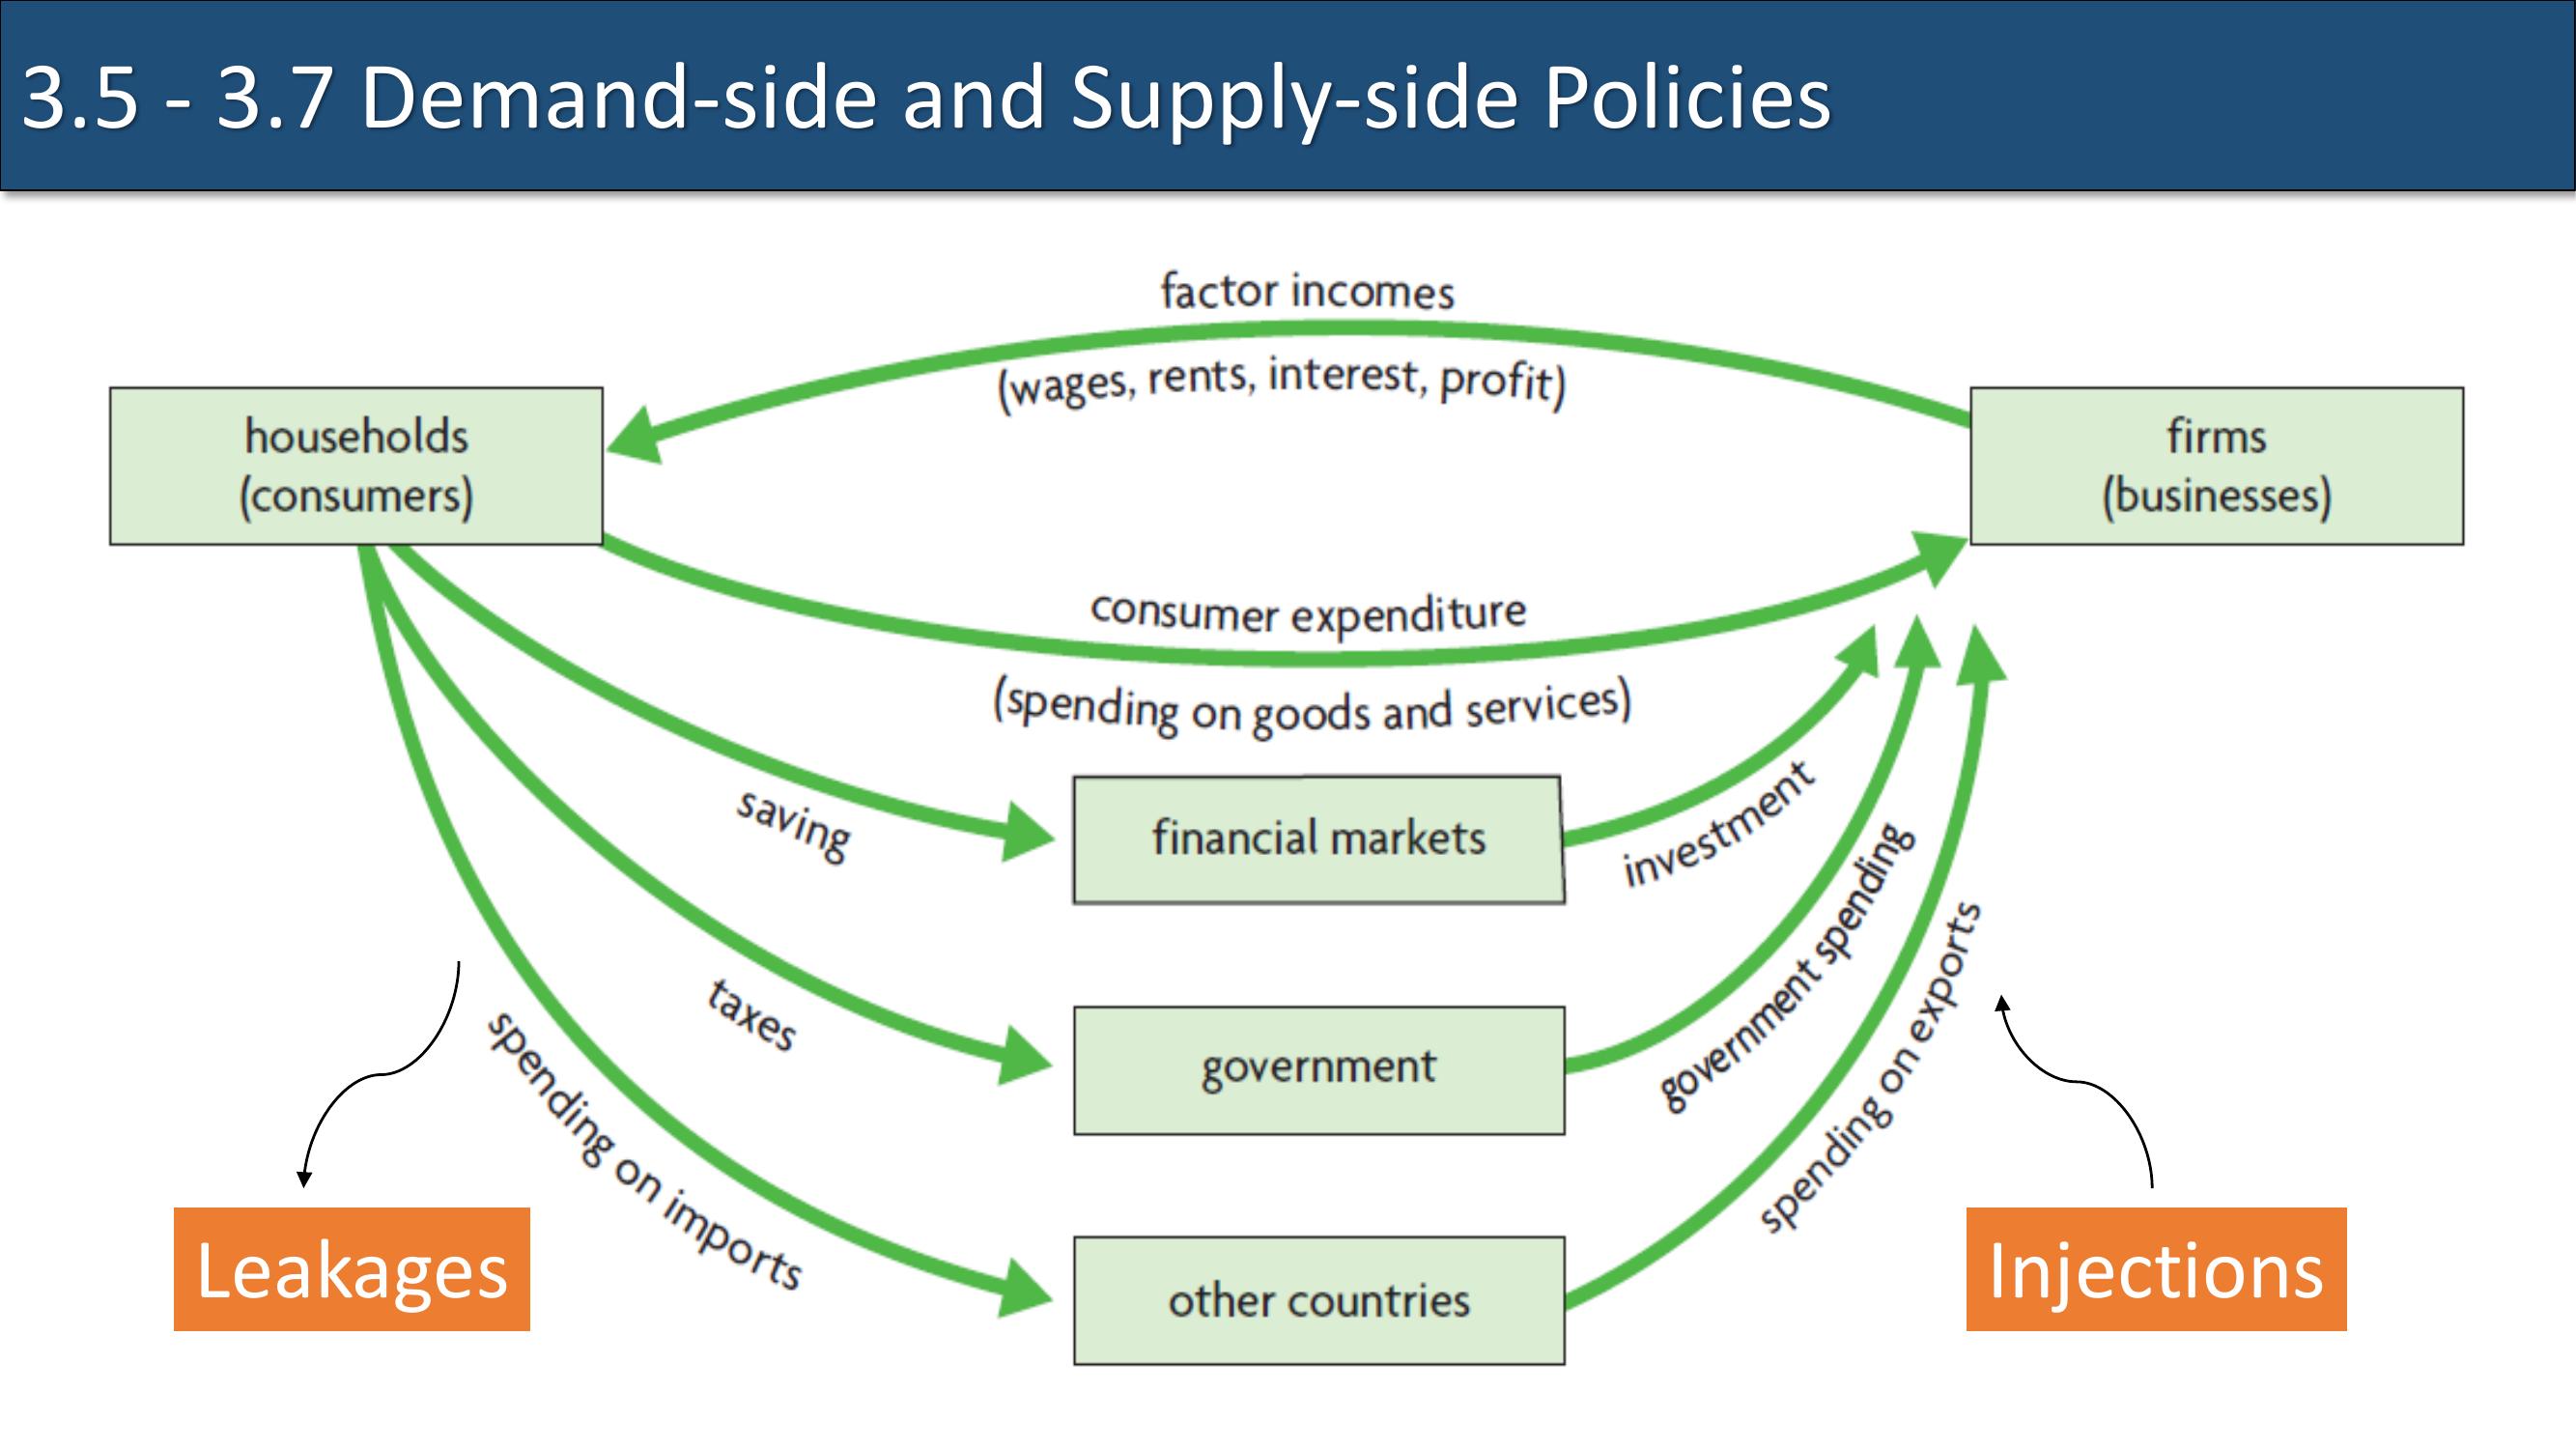 3.5 - 3.7 Demand-side and Supply-side Policies
factor incomes
(wages, rents, interest, profit)
households
(consumers)
firms
(businesses)
consumer expenditure
(spending on goods and services)
saving
financial markets
investment
taxes
government
government spending
spending on imports
other countries
spending on exports
Leakages
Injections